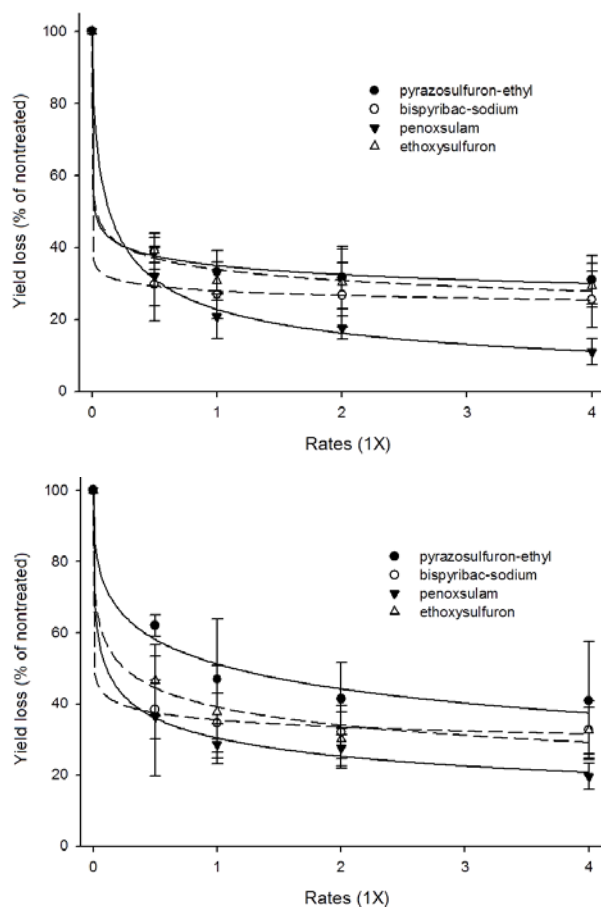 100
80
60
40
20
0
Yield loss (% of nontreated)
pyrazosulfuron-ethyl
bispyribac-sodium
penoxsulam
ethoxysulfuron
0 1 2 3 4
Rates (1X)
100
80
60
40
20
0
Yield loss (% of nontreated)
pyrazosulfuron-ethyl
bispyribac-sodium
penoxsulam
ethoxysulfuron
0 1 2 3 4
Rates (1X)